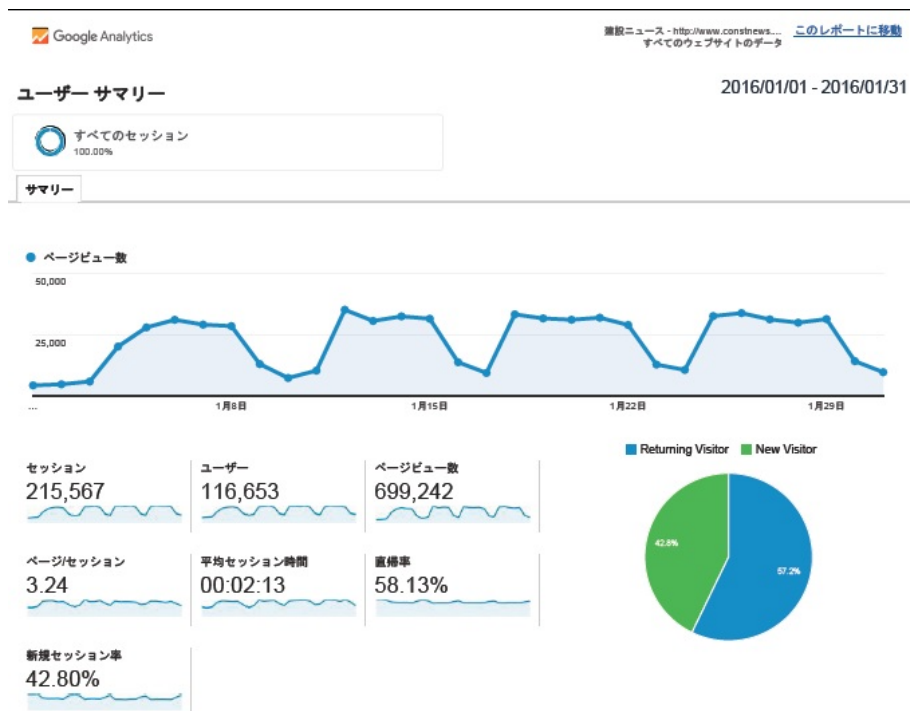 Google Analytics
建設ニュース - http://www.constnews....
すべてのウェブサイトのデータ
このレポートに移動
ユーザー サマリー
2016/01/01 - 2016/01/31
すべてのセッション
100.00%
サマリー
ページビュー数
50,000
25,000
...
1月8日
1月15日
1月22日
1月29日
セッション
215,567
ユーザー
116,653
ページビュー数
699,242
ページ/セッション
3.24
平均セッション時間
00:02:13
直帰率
58.13%
新規セッション率
42.80%
Returning Visitor
New Visitor
42.8%
57.2%